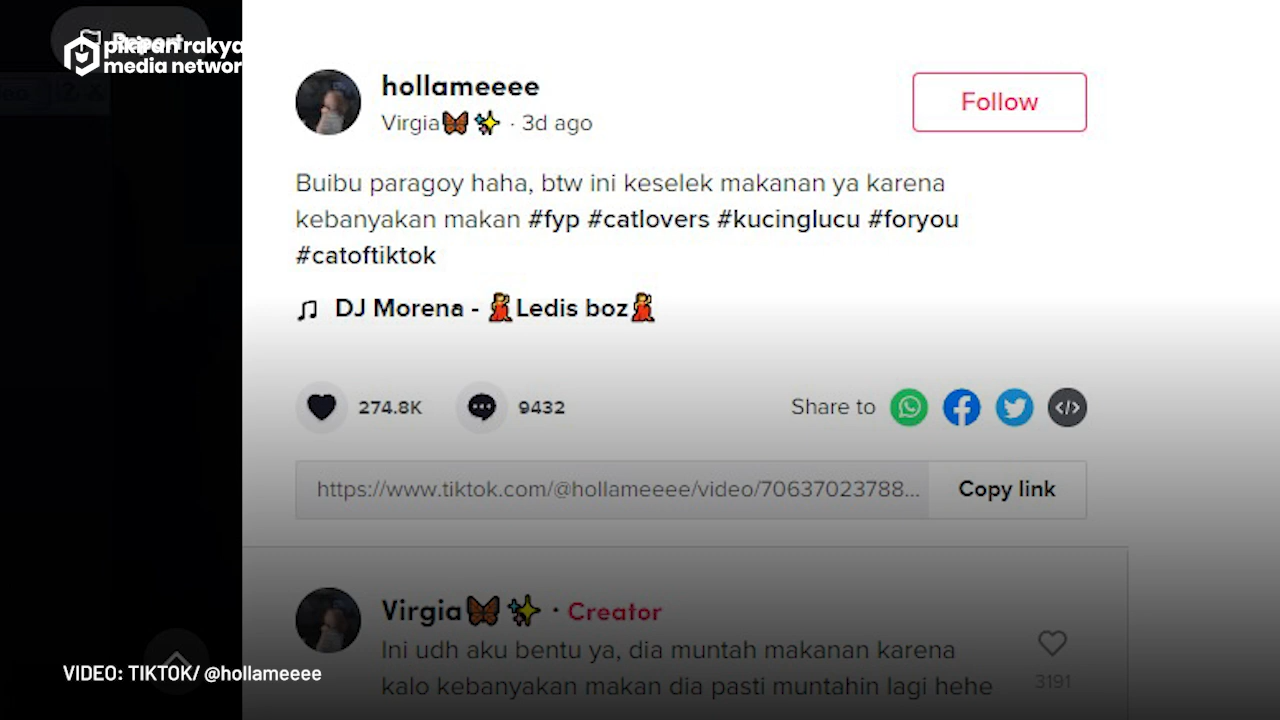 Report
pikiran rakya
media networ
hollameeee
Follow
Virgia🦋✨ · 3d ago
Buibu paragoy haha, btw ini keselek makanan ya karena
kebanyakan makan #fyp #catlovers #kucinglucu #foryou
#catoftiktok
DJ Morena - 💃Ledis boz💃
274.8K
9432
Share to
https://www.tiktok.com/@hollameeee/video/70637023788...
Copy link
Virgia🦋✨ · Creator
Ini udh aku bentu ya, dia muntah makanan karena
kalo kebanyakan makan dia pasti muntahin lagi hehe
3191
VIDEO: TIKTOK/ @hollameeee